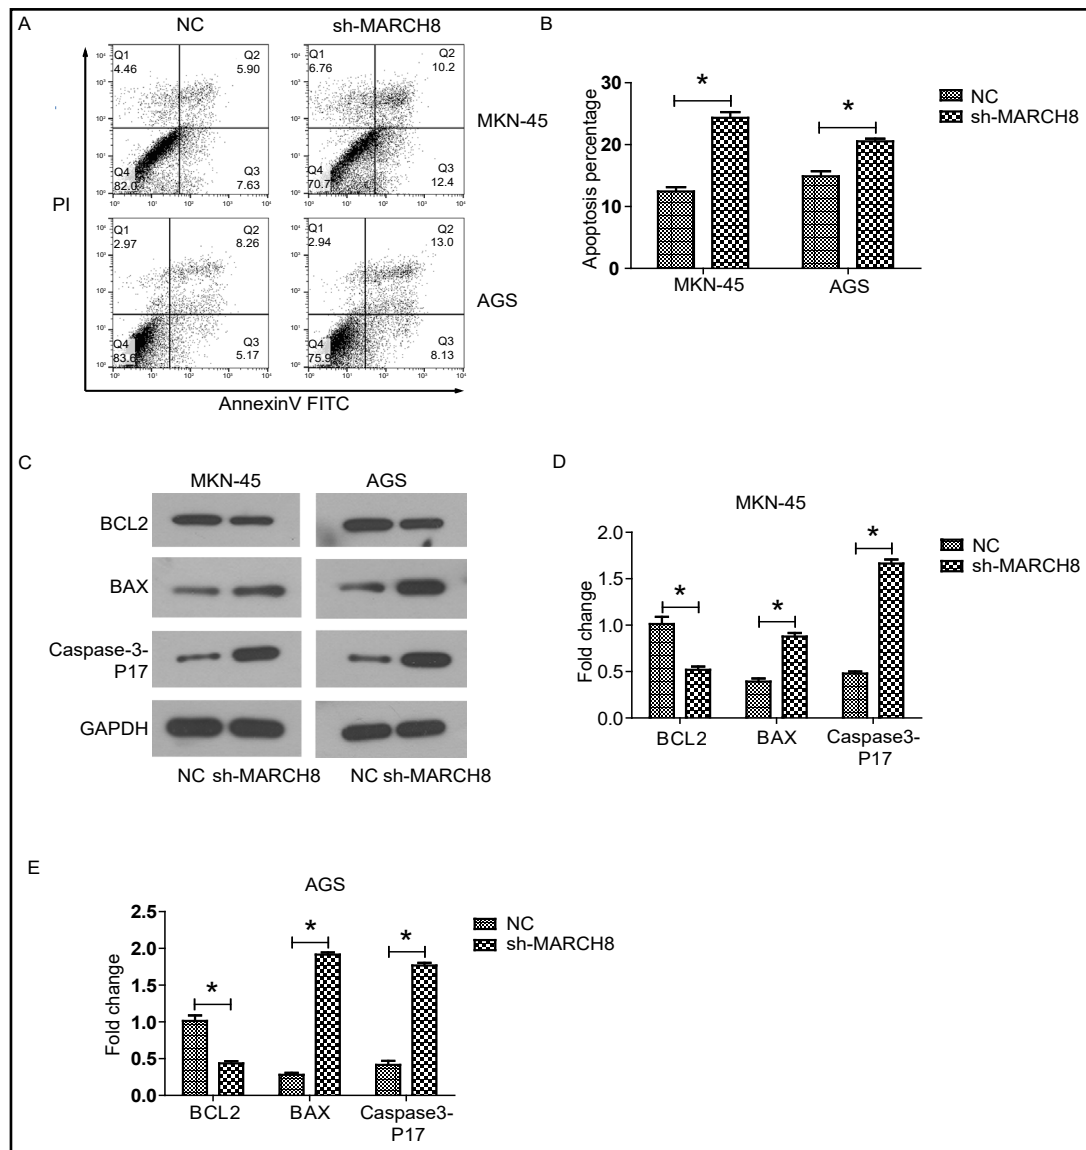 A
NC
sh-MARCH8
Q1
4.46
Q2
5.90
Q4
82.0
Q3
7.63
Q1
6.76
Q2
10.2
Q4
70.7
Q3
12.4
MKN-45
PI
Q1
2.97
Q2
8.26
Q4
83.6
Q3
5.17
Q1
2.94
Q2
13.0
Q4
75.9
Q3
8.13
AGS
AnnexinV FITC
B
Apoptosis percentage
30
20
10
0
*
*
MKN-45
AGS
NC
sh-MARCH8
C
MKN-45
AGS
BCL2
BAX
Caspase-3-
P17
GAPDH
NC sh-MARCH8
NC sh-MARCH8
D
MKN-45
Fold change
2.0
1.5
1.0
0.5
0.0
*
*
*
BCL2
BAX
Caspase3-
P17
NC
sh-MARCH8
E
AGS
Fold change
2.5
2.0
1.5
1.0
0.5
0.0
*
*
*
BCL2
BAX
Caspase3-
P17
NC
sh-MARCH8